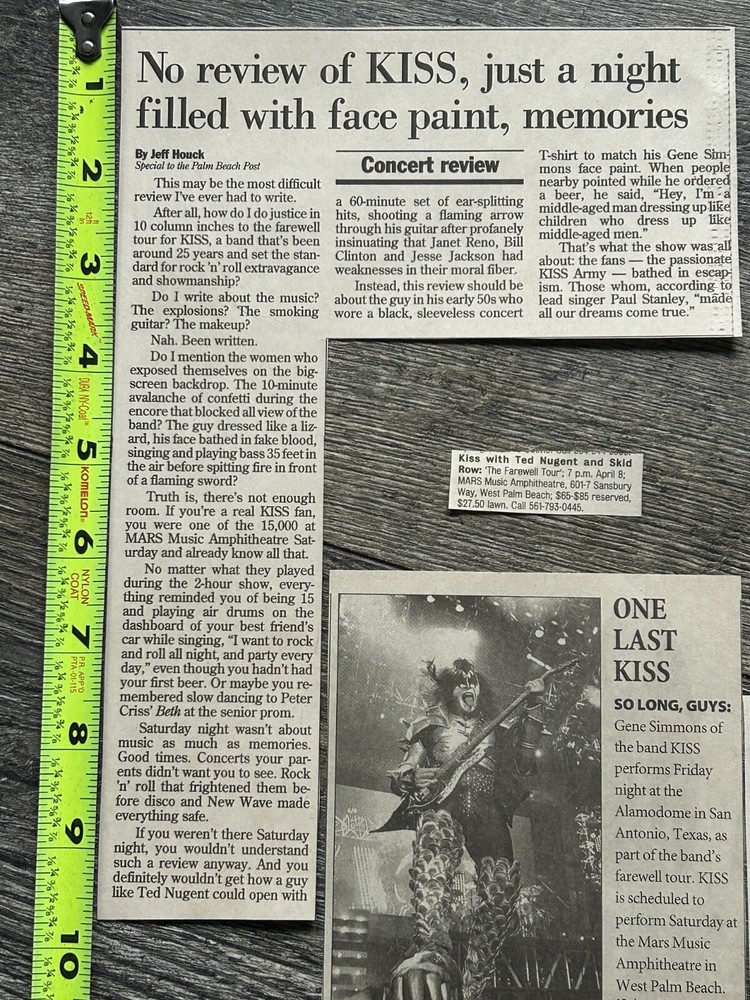 No review of KISS, just a night
filled with face paint, memories
By Jeff Houck
Special to the Palm Beach Post
This may be the most difficult
review I've ever had to write.
After all, how do I do justice in
10 column inches to the farewell
tour for KISS, a band that's been
around 25 years and set the stan-
dard for rock 'n' roll extravagance
and showmanship?
Do I write about the music?
The explosions? The smoking
guitar? The makeup?
Nah. Been written.
Do I mention the women who
exposed themselves on the big-
screen backdrop. The 10-minute
avalanche of confetti during the
encore that blocked all view of the
band? The guy dressed like a liz-
ard, his face bathed in fake blood,
singing and playing bass 35 feet in
the air before spitting fire in front
of a flaming sword?
Truth is, there's not enough
room. If you're a real KISS fan,
you were one of the 15,000 at
MARS Music Amphitheatre Sat-
urday and already know all that.
No matter what they played
during the 2-hour show, every-
thing reminded you of being 15
and playing air drums on the
dashboard of your best friend's
car while singing, "I want to rock
and roll all night, and party every
day," even though you hadn't had
your first beer. Or maybe you re-
membered slow dancing to Peter
Criss' Beth at the senior prom.
Saturday night wasn't about
music as much as memories.
Good times. Concerts your par-
ents didn't want you to see. Rock
'n' roll that frightened them be-
fore disco and New Wave made
everything safe.
If you weren't there Saturday
night, you wouldn't understand
such a review anyway. And you
definitely wouldn't get how a guy
like Ted Nugent could open with
Concert review
a 60-minute set of ear-splitting
hits, shooting a flaming arrow
through his guitar after profanely
insinuating that Janet Reno, Bill
Clinton and Jesse Jackson had
weaknesses in their moral fiber.
Instead, this review should be
about the guy in his early 50s who
wore a black, sleeveless concert
T-shirt to match his Gene Sim-
mons face paint. When people
nearby pointed while he ordered
a beer, he said, "Hey, I'm a
middle-aged man dressing up like
children who dress up like
middle-aged men."
That's what the show was all
about: the fans — the passionate
KISS Army — bathed in escap-
ism. Those whom, according to
lead singer Paul Stanley, "made
all our dreams come true."
Kiss with Ted Nugent and Skid
Row: 'The Farewell Tour'; 7 p.m. April 8;
MARS Music Amphitheatre, 601-7 Sansbury
Way, West Palm Beach; $65-$85 reserved,
$27.50 lawn. Call 561-793-0445.
ONE
LAST
KISS
SO LONG, GUYS:
Gene Simmons of
the band KISS
performs Friday
night at the
Alamodome in San
Antonio, Texas, as
part of the band's
farewell tour. KISS
is scheduled to
perform Saturday at
the Mars Music
Amphitheatre in
West Palm Beach.
1
2
12ft
3
SPEEDMARK
4
DURA NY-Coat
5
KOMELON
6
NYLON
COAT
7
P.R. APP'D
PTA 01-115
8
9
10